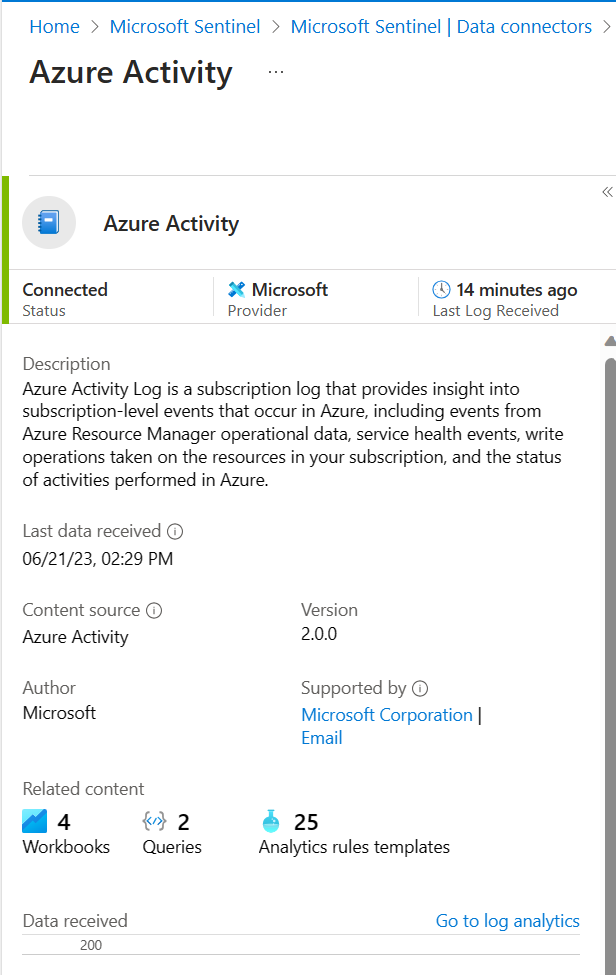 Home > Microsoft Sentinel > Microsoft Sentinel | Data connectors >
Azure Activity ...
«
Azure Activity
Connected Microsoft 14 minutes ago
Status Provider Last Log Received
Description
Azure Activity Log is a subscription log that provides insight into
subscription-level events that occur in Azure, including events from
Azure Resource Manager operational data, service health events, write
operations taken on the resources in your subscription, and the status
of activities performed in Azure.
Last data received
06/21/23, 02:29 PM
Content source Version
Azure Activity 2.0.0
Author Supported by
Microsoft Microsoft Corporation |
Email
Related content
4 2 25
Workbooks Queries Analytics rules templates
Data received Go to log analytics
200